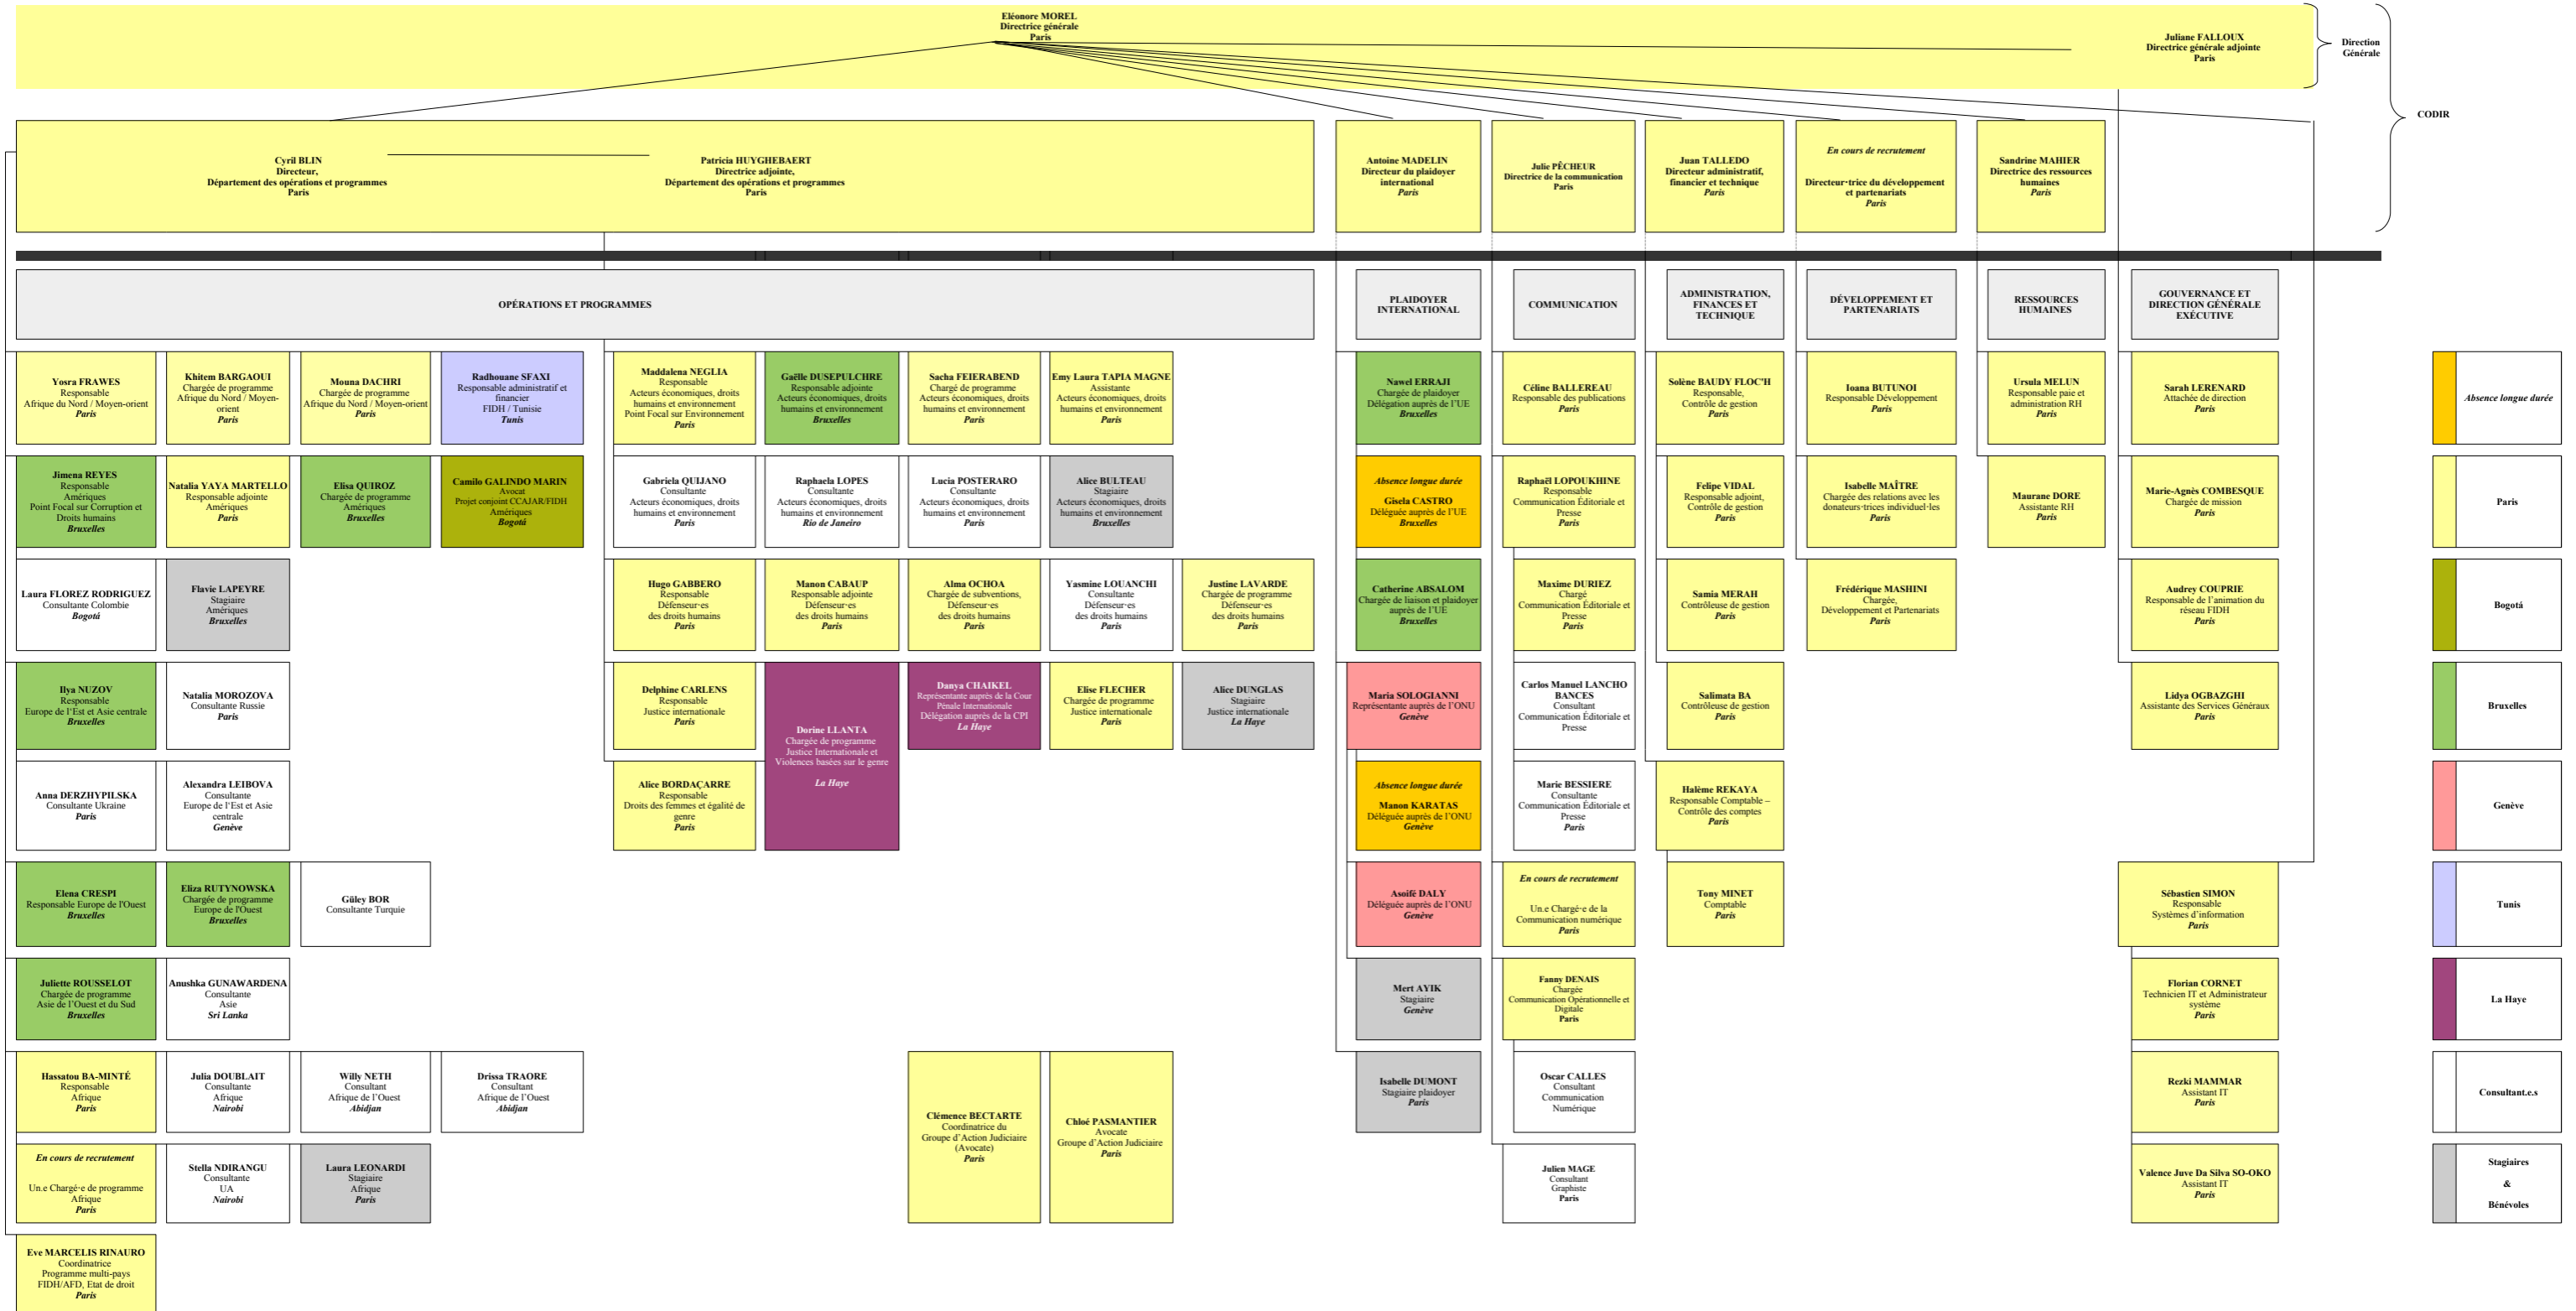 Eléonore MOREL
Directrice générale
Paris
Juliane FALLOUX
Directrice générale adjointe
Paris
Direction
Générale
CODIR
Cyril BLIN
Directeur,
Département des opérations et programmes
Paris
Patricia HUYGHEBAERT
Directrice adjointe,
Département des opérations et programmes
Paris
Antoine MADELIN
Directeur du plaidoyer
international
Paris
Julie PÊCHEUR
Directrice de la communication
Paris
Juan TALLEDO
Directeur administratif,
financier et technique
Paris
En cours de recrutement
Directeur·trice du développement
et partenariats
Paris
Sandrine MAHIER
Directrice des ressources
humaines
Paris
OPÉRATIONS ET PROGRAMMES
PLAIDOYER
INTERNATIONAL
COMMUNICATION
ADMINISTRATION,
FINANCES ET
TECHNIQUE
DÉVELOPPEMENT ET
PARTENARIATS
RESSOURCES
HUMAINES
GOUVERNANCE ET
DIRECTION GÉNÉRALE
EXÉCUTIVE
Yosra FRAWES
Responsable
Afrique du Nord / Moyen-orient
Paris
Khitem BARGAOUI
Chargée de programme
Afrique du Nord / Moyen-
orient
Paris
Mouna DACHRI
Chargée de programme
Afrique du Nord / Moyen-orient
Paris
Radhouane SFAXI
Responsable administratif et
financier
FIDH / Tunisie
Tunis
Maddalena NEGLIA
Responsable
Acteurs économiques, droits
humains et environnement
Point Focal sur Environnement
Paris
Gaëlle DUSEPULCHRE
Responsable adjointe
Acteurs économiques, droits
humains et environnement
Bruxelles
Sacha FEIERABEND
Chargé de programme
Acteurs économiques, droits
humains et environnement
Paris
Emy Laura TAPIA MAGNE
Assistante
Acteurs économiques, droits
humains et environnement
Paris
Nawel ERRAJI
Chargée de plaidoyer
Délégation auprès de l'UE
Bruxelles
Céline BALLEREAU
Responsable des publications
Paris
Solène BAUDY FLOC'H
Responsable,
Contrôle de gestion
Paris
Ioana BUTUNOI
Responsable Développement
Paris
Ursula MELUN
Responsable paie et
administration RH
Paris
Sarah LERENARD
Attachée de direction
Paris
Absence longue durée
Jimena REYES
Responsable
Amériques
Point Focal sur Corruption et
Droits humains
Bruxelles
Natalia YAYA MARTELLO
Responsable adjointe
Amériques
Paris
Elisa QUIROZ
Chargée de programme
Amériques
Bruxelles
Camilo GALINDO MARIN
Avocat
Projet conjoint CCAJAR/FIDH
Amériques
Bogotá
Gabriela QUIJANO
Consultante
Acteurs économiques, droits
humains et environnement
Paris
Raphaela LOPES
Consultante
Acteurs économiques, droits
humains et environnement
Rio de Janeiro
Lucia POSTERARO
Consultante
Acteurs économiques, droits
humains et environnement
Paris
Alice BULTEAU
Stagiaire
Acteurs économiques, droits
humains et environnement
Bruxelles
Absence longue durée
Gisela CASTRO
Déléguée auprès de l'UE
Bruxelles
Raphaël LOPOUKHINE
Responsable
Communication Éditoriale et
Presse
Paris
Felipe VIDAL
Responsable adjoint,
Contrôle de gestion
Paris
Isabelle MAÎTRE
Chargée des relations avec les
donateurs·trices individuel·les
Paris
Maurane DORE
Assistante RH
Paris
Marie-Agnès COMBESQUE
Chargée de mission
Paris
Paris
Laura FLOREZ RODRIGUEZ
Consultante Colombie
Bogotá
Flavie LAPEYRE
Stagiaire
Amériques
Bruxelles
Hugo GABBERO
Responsable
Défenseur·es
des droits humains
Paris
Manon CABAUP
Responsable adjointe
Défenseur·es
des droits humains
Paris
Alma OCHOA
Chargée de subventions,
Défenseur·es
des droits humains
Paris
Yasmine LOUANCHI
Consultante
Défenseur·es
des droits humains
Paris
Justine LAVARDE
Chargée de programme
Défenseur·es
des droits humains
Paris
Catherine ABSALOM
Chargée de liaison et plaidoyer
auprès de l'UE
Bruxelles
Maxime DURIEZ
Chargé
Communication Éditoriale et
Presse
Paris
Samia MERAH
Contrôleuse de gestion
Paris
Frédérique MASHINI
Chargée,
Développement et Partenariats
Paris
Audrey COUPRIE
Responsable de l'animation du
réseau FIDH
Paris
Bogotá
Ilya NUZOV
Responsable
Europe de l'Est et Asie centrale
Bruxelles
Natalia MOROZOVA
Consultante Russie
Paris
Delphine CARLENS
Responsable
Justice internationale
Paris
Dorine LLANTA
Chargée de programme
Justice Internationale et
Violences basées sur le genre
La Haye
Danya CHAIKEL
Représentante auprès de la Cour
Pénale Internationale
Délégation auprès de la CPI
La Haye
Elise FLECHER
Chargée de programme
Justice internationale
Paris
Alice DUNGLAS
Stagiaire
Justice internationale
La Haye
Maria SOLOGIANNI
Représentante auprès de l'ONU
Genève
Carlos Manuel LANCHO
BANCES
Consultant
Communication Éditoriale et
Presse
Salimata BA
Contrôleuse de gestion
Paris
Lidya OGBAZGHI
Assistante des Services Généraux
Paris
Bruxelles
Anna DERZHYPILSKA
Consultante Ukraine
Paris
Alexandra LEIBOVA
Consultante
Europe de l'Est et Asie
centrale
Genève
Alice BORDAÇARRE
Responsable
Droits des femmes et égalité de
genre
Paris
Absence longue durée
Manon KARATAS
Déléguée auprès de l'ONU
Genève
Marie BESSIERE
Consultante
Communication Éditoriale et
Presse
Paris
Halème REKAYA
Responsable Comptable –
Contrôle des comptes
Paris
Genève
Elena CRESPI
Responsable Europe de l'Ouest
Bruxelles
Eliza RUTYNOWSKA
Chargée de programme
Europe de l'Ouest
Bruxelles
Güley BOR
Consultante Turquie
Asoifé DALY
Déléguée auprès de l'ONU
Genève
En cours de recrutement
Un.e Chargé·e de la
Communication numérique
Paris
Tony MINET
Comptable
Paris
Sébastien SIMON
Responsable
Systèmes d'information
Paris
Tunis
Juliette ROUSSELOT
Chargée de programme
Asie de l'Ouest et du Sud
Bruxelles
Anushka GUNAWARDENA
Consultante
Asie
Sri Lanka
Mert AYIK
Stagiaire
Genève
Fanny DENAIS
Chargée
Communication Opérationnelle et
Digitale
Paris
Florian CORNET
Technicien IT et Administrateur
système
Paris
La Haye
Hassatou BA-MINTÉ
Responsable
Afrique
Paris
Julia DOUBLAIT
Consultante
Afrique
Nairobi
Willy NETH
Consultant
Afrique de l'Ouest
Abidjan
Drissa TRAORE
Consultant
Afrique de l'Ouest
Abidjan
Clémence BECTARTE
Coordinatrice du
Groupe d'Action Judiciaire
(Avocate)
Paris
Chloé PASMANTIER
Avocate
Groupe d'Action Judiciaire
Paris
Isabelle DUMONT
Stagiaire plaidoyer
Paris
Oscar CALLES
Consultant
Communication
Numérique
Rezki MAMMAR
Assistant IT
Paris
Consultant.e.s
En cours de recrutement
Un.e Chargé·e de programme
Afrique
Paris
Stella NDIRANGU
Consultante
UA
Nairobi
Laura LEONARDI
Stagiaire
Afrique
Paris
Julien MAGE
Consultant
Graphiste
Paris
Valence Juve Da Silva SO-OKO
Assistant IT
Paris
Stagiaires
&
Bénévoles
Eve MARCELIS RINAURO
Coordinatrice
Programme multi-pays
FIDH/AFD, Etat de droit
Paris